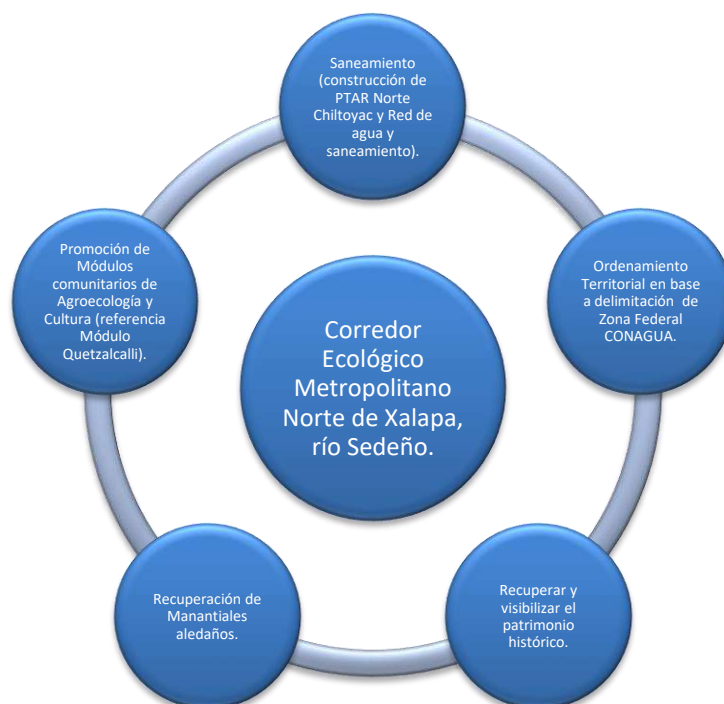 Saneamiento
(construcción de
PTAR Norte
Chiltoyac y Red de
agua y
saneamiento).
Ordenamiento
Territorial en base
a delimitación de
Zona Federal
CONAGUA.
Recuperar y
visibilizar el
patrimonio
histórico.
Recuperación de
Manantiales
aledaños.
Promoción de
Módulos
comunitarios de
Agroecología y
Cultura (referencia
Módulo
Quetzalcalli).
Corredor
Ecológico
Metropolitano
Norte de Xalapa,
río Sedeño.